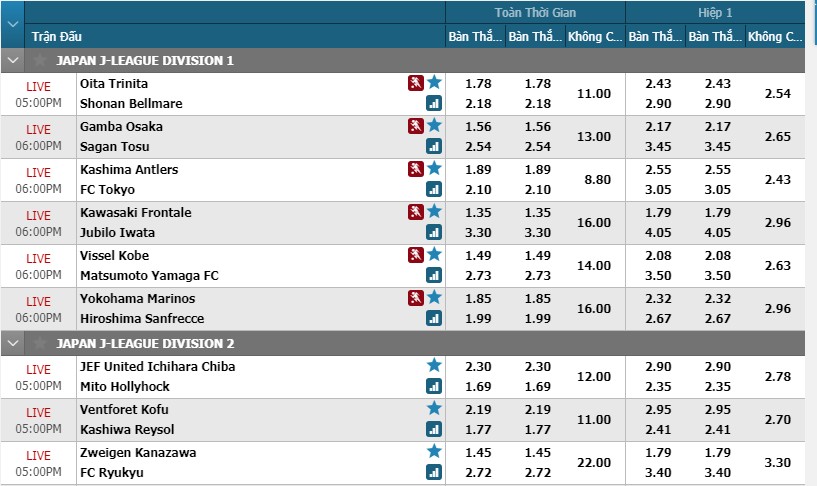 Toàn Thời Gian Hiệp 1
Trận Đấu Bàn Thắ... Bàn Thắ... Không C... Bàn Thắ... Bàn Thắ... Không C...
JAPAN J-LEAGUE DIVISION 1
LIVE Oita Trinita 1.78 1.78 11.00 2.43 2.43 2.54
05:00PM Shonan Bellmare 2.18 2.18 2.90 2.90
LIVE Gamba Osaka 1.56 1.56 13.00 2.17 2.17 2.65
06:00PM Sagan Tosu 2.54 2.54 3.45 3.45
LIVE Kashima Antlers 1.89 1.89 8.80 2.55 2.55 2.43
06:00PM FC Tokyo 2.10 2.10 3.05 3.05
LIVE Kawasaki Frontale 1.35 1.35 16.00 1.79 1.79 2.96
06:00PM Jubilo Iwata 3.30 3.30 4.05 4.05
LIVE Vissel Kobe 1.49 1.49 14.00 2.08 2.08 2.63
06:00PM Matsumoto Yamaga FC 2.73 2.73 3.50 3.50
LIVE Yokohama Marinos 1.85 1.85 16.00 2.32 2.32 2.96
06:00PM Hiroshima Sanfrecce 1.99 1.99 2.67 2.67
JAPAN J-LEAGUE DIVISION 2
LIVE JEF United Ichihara Chiba 2.30 2.30 12.00 2.90 2.90 2.78
05:00PM Mito Hollyhock 1.69 1.69 2.35 2.35
LIVE Ventforet Kofu 2.19 2.19 11.00 2.95 2.95 2.70
05:00PM Kashiwa Reysol 1.77 1.77 2.41 2.41
LIVE Zweigen Kanazawa 1.45 1.45 22.00 1.79 1.79 3.30
05:00PM FC Ryukyu 2.72 2.72 3.40 3.40